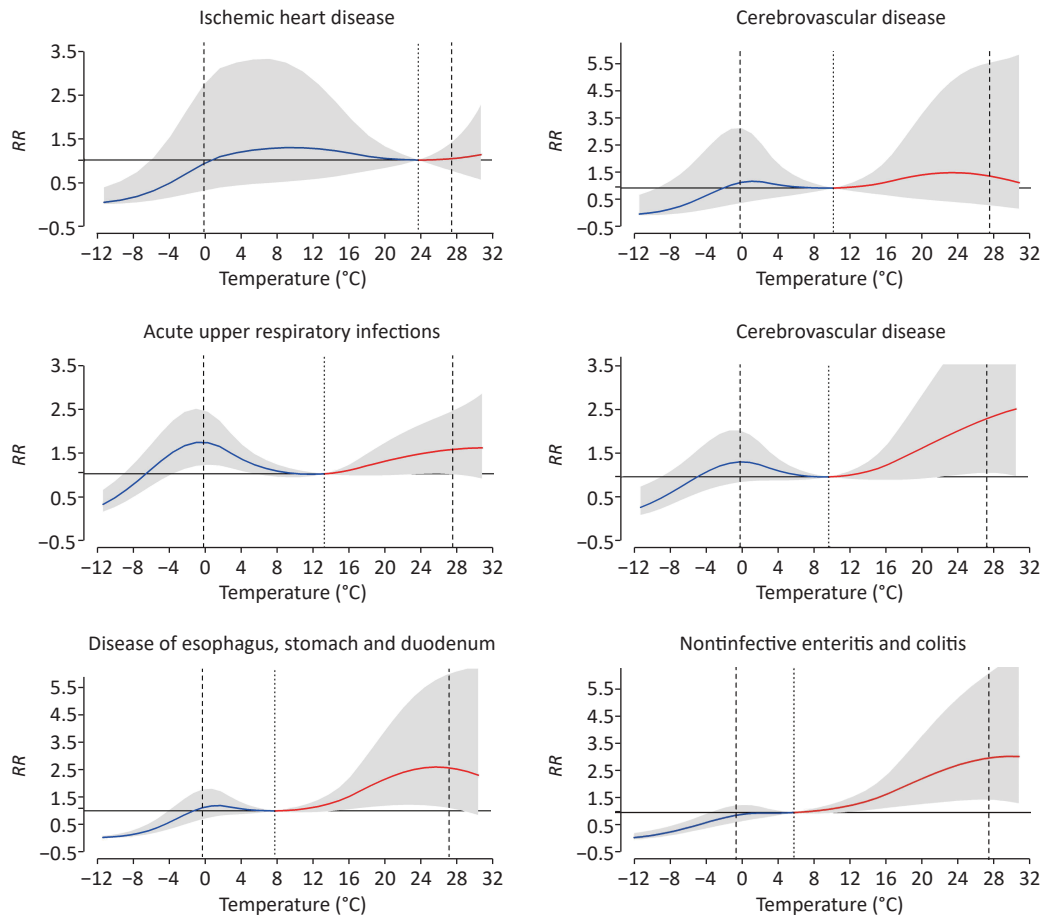 Ischemic heart disease
3.5
2.5
1.5
0.5
−0.5
RR
−12 −8 −4 0 4 8 12 16 20 24 28 32
Temperature (°C)
Cerebrovascular disease
5.5
4.5
3.5
2.5
1.5
0.5
−0.5
RR
−12 −8 −4 0 4 8 12 16 20 24 28 32
Temperature (°C)
Acute upper respiratory infections
3.5
2.5
1.5
0.5
−0.5
RR
−12 −8 −4 0 4 8 12 16 20 24 28 32
Temperature (°C)
Cerebrovascular disease
3.5
2.5
1.5
0.5
−0.5
RR
−12 −8 −4 0 4 8 12 16 20 24 28 32
Temperature (°C)
Disease of esophagus, stomach and duodenum
5.5
4.5
3.5
2.5
1.5
0.5
−0.5
RR
−12 −8 −4 0 4 8 12 16 20 24 28 32
Temperature (°C)
Nontinfective enteritis and colitis
5.5
4.5
3.5
2.5
1.5
0.5
−0.5
RR
−12 −8 −4 0 4 8 12 16 20 24 28 32
Temperature (°C)